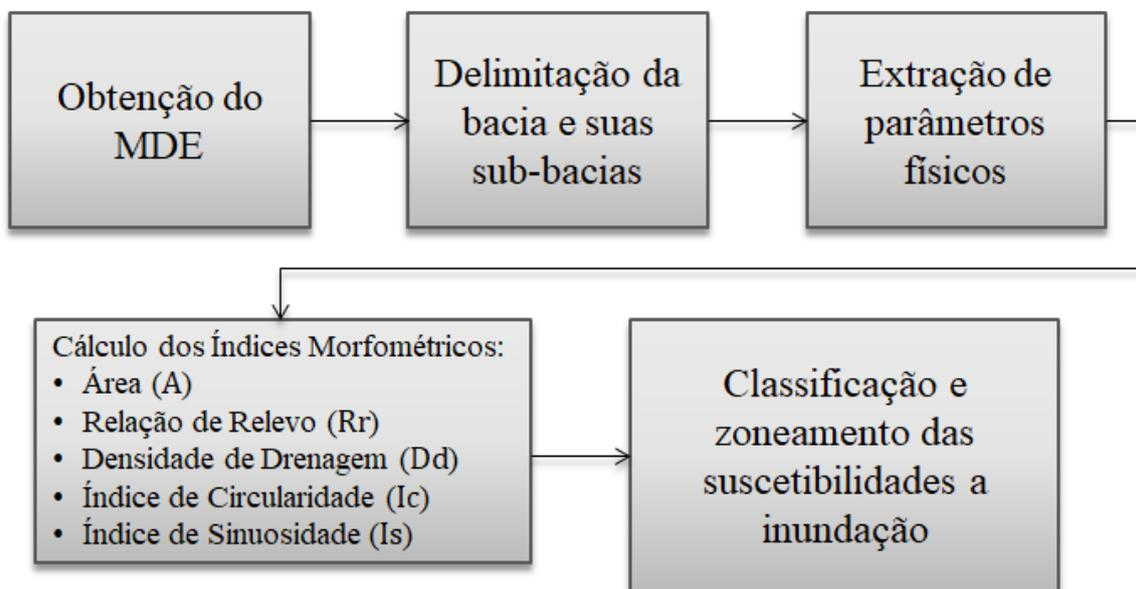 Obtenção do
MDE
Delimitação da
bacia e suas
sub-bacias
Extração de
parâmetros
físicos
Cálculo dos Índices Morfométricos:
• Área (A)
• Relação de Relevo (Rr)
• Densidade de Drenagem (Dd)
• Índice de Circularidade (Ic)
• Índice de Sinuosidade (Is)
Classificação e
zoneamento das
suscetibilidades a
inundação